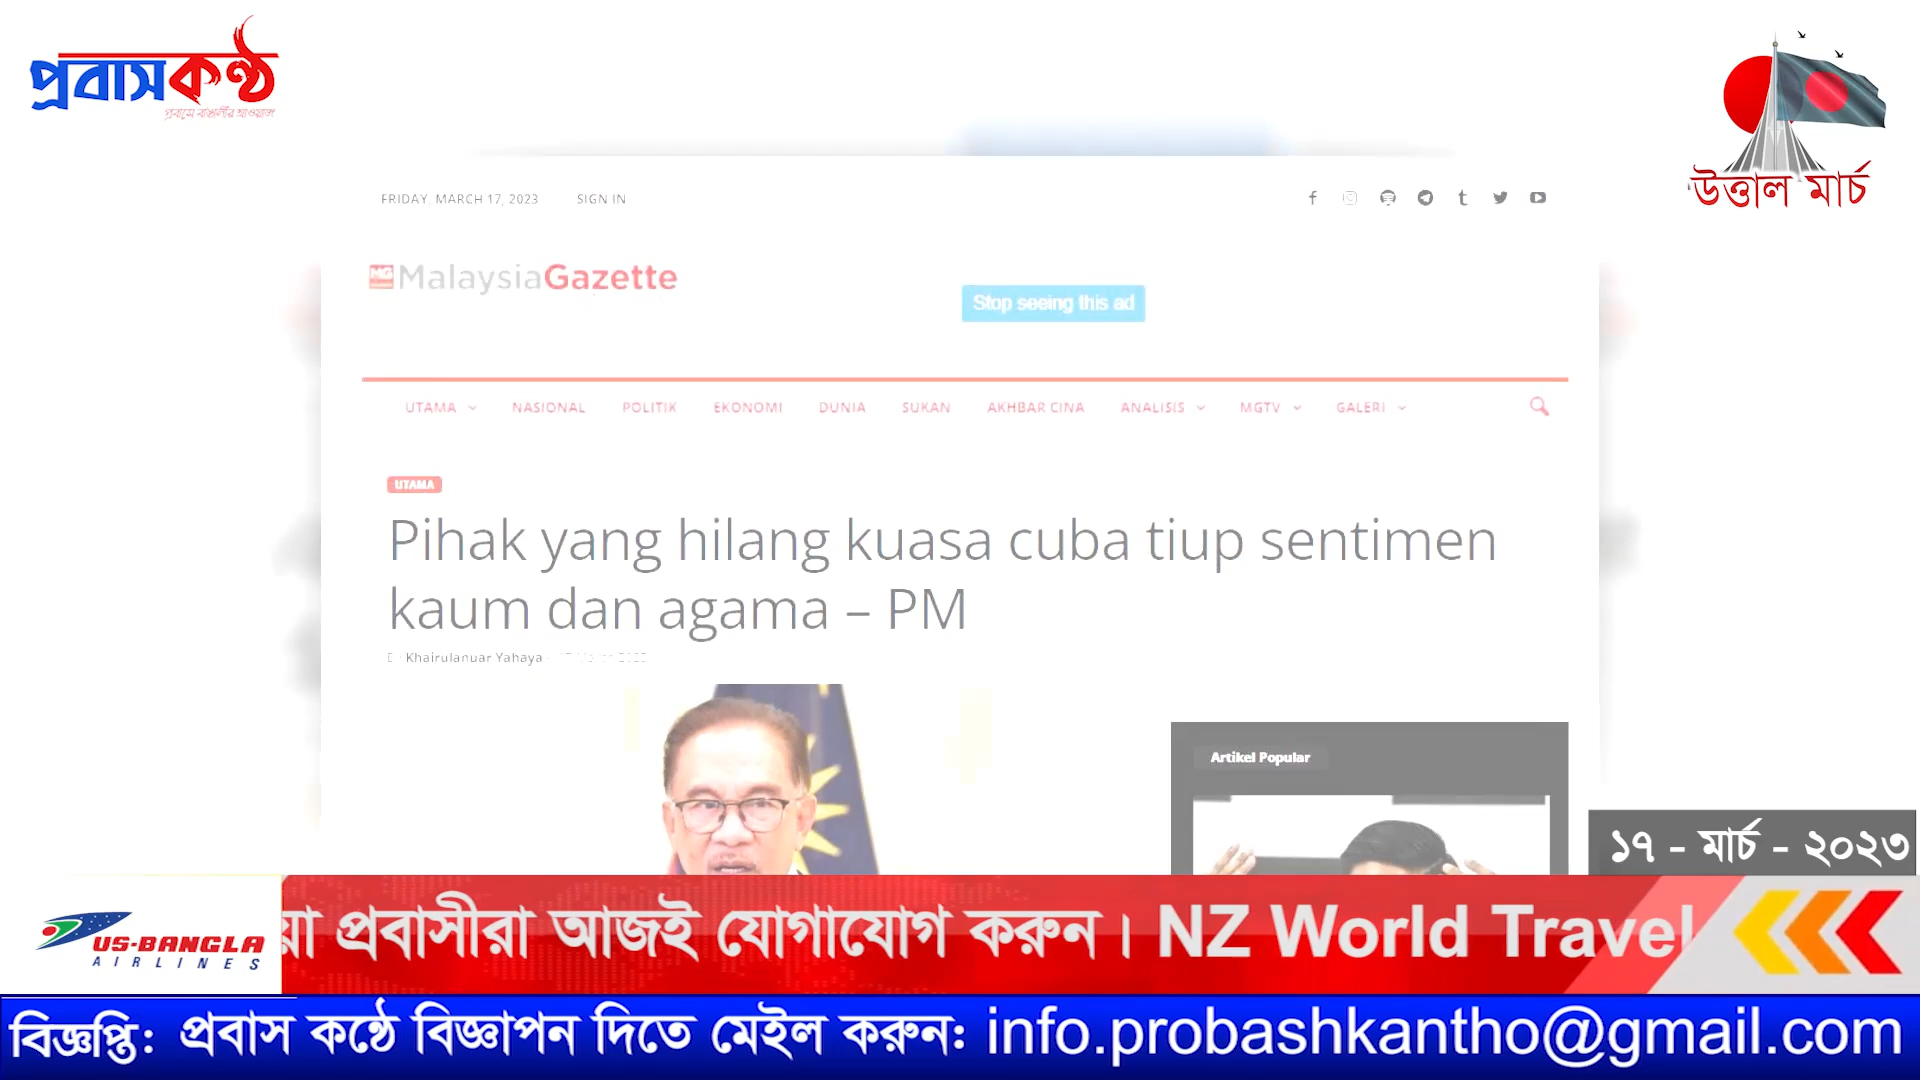 প্রবাসকণ্ঠ
প্রবাসে বাঙালীর আওয়াজ
উত্তাল মার্চ
FRIDAY, MARCH 17, 2023 SIGN IN
MG MalaysiaGazette
Stop seeing this ad
UTAMA NASIONAL POLITIK EKONOMI DUNIA SUKAN AKHBAR CINA ANALISIS MGTV GALERI
UTAMA
Pihak yang hilang kuasa cuba tiup sentimen
kaum dan agama – PM
Khairulanuar Yahaya -
Artikel Popular
১৭ - মার্চ - ২০২৩
US-BANGLA
AIRLINES
য়া প্রবাসীরা আজই যোগাযোগ করুন। NZ World Travel
বিজ্ঞপ্তি: প্রবাস কণ্ঠে বিজ্ঞাপন দিতে মেইল করুন: info.probashkantho@gmail.com